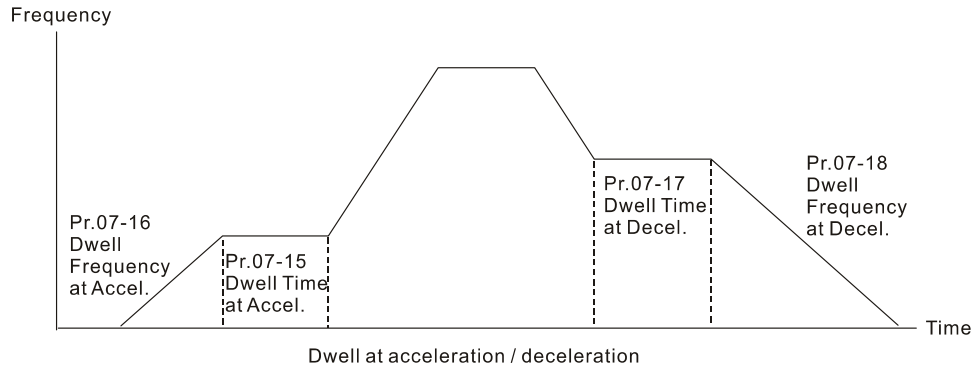 Frequency
Pr.07-16
Dwell
Frequency
at Accel.
Pr.07-15
Dwell Time
at Accel.
Pr.07-17
Dwell Time
at Decel.
Pr.07-18
Dwell
Frequency
at Decel.
Time
Dwell at acceleration / deceleration